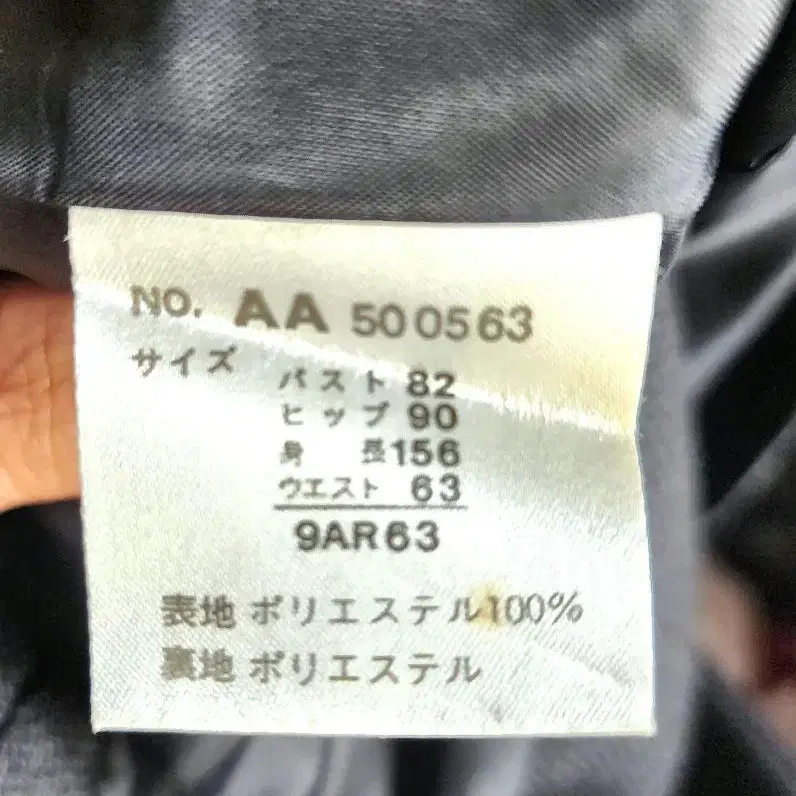 NO. AA 500563
サイズ
バスト 82
ヒップ 90
身長 156
ウエスト 63
9AR63
表地 ポリエステル100%
裏地 ポリエステル